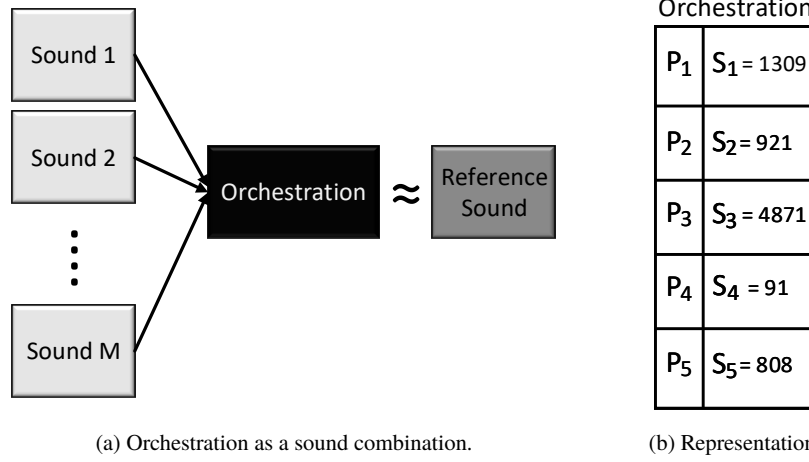 Sound 1
Sound 2
Sound M
Orchestration
≈
Reference
Sound
(a) Orchestration as a sound combination.
Orchestration
P1 S1 = 1309
P2 S2 = 921
P3 S3 = 4871
P4 S4 = 91
P5 S5 = 808
(b) Representation